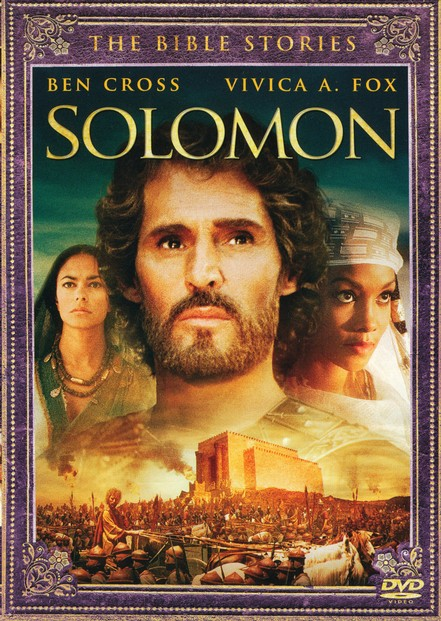 THE BIBLE STORIES
BEN CROSS VIVICA A. FOX
SOLOMON
DVD
VIDEO